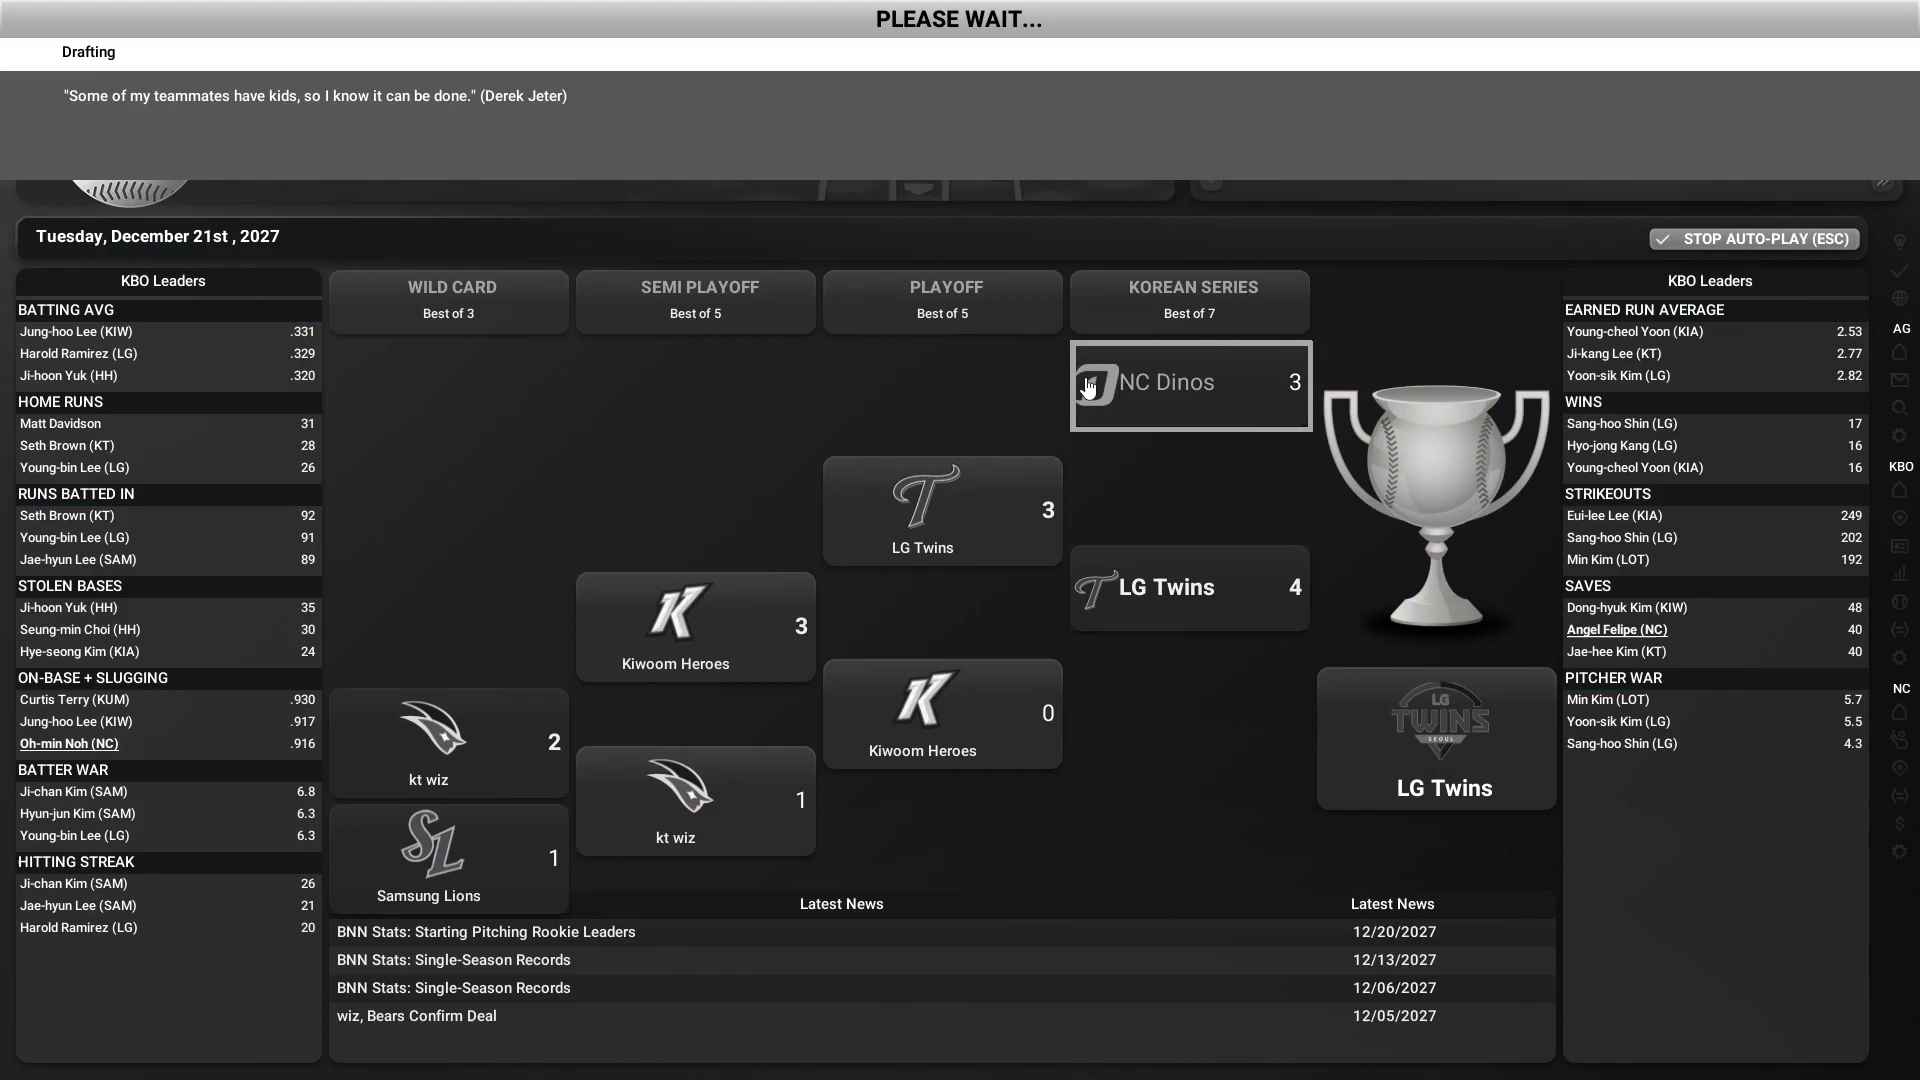 PLEASE WAIT...
Drafting
"Some of my teammates have kids, so I know it can be done." (Derek Jeter)
Tuesday, December 21st , 2027
STOP AUTO-PLAY (ESC)
KBO Leaders
BATTING AVG
Jung-hoo Lee (KIW) .331
Harold Ramirez (LG) .329
Ji-hoon Yuk (HH) .320
HOME RUNS
Matt Davidson 31
Seth Brown (KT) 28
Young-bin Lee (LG) 26
RUNS BATTED IN
Seth Brown (KT) 92
Young-bin Lee (LG) 91
Jae-hyun Lee (SAM) 89
STOLEN BASES
Ji-hoon Yuk (HH) 35
Seung-min Choi (HH) 30
Hye-seong Kim (KIA) 24
ON-BASE + SLUGGING
Curtis Terry (KUM) .930
Jung-hoo Lee (KIW) .917
Oh-min Noh (NC) .916
BATTER WAR
Ji-chan Kim (SAM) 6.8
Hyun-jun Kim (SAM) 6.3
Young-bin Lee (LG) 6.3
HITTING STREAK
Ji-chan Kim (SAM) 26
Jae-hyun Lee (SAM) 21
Harold Ramirez (LG) 20
WILD CARD
Best of 3
kt wiz 2
SL
Samsung Lions 1
SEMI PLAYOFF
Best of 5
K
Kiwoom Heroes 3
kt wiz 1
PLAYOFF
Best of 5
T
LG Twins 3
K
Kiwoom Heroes 0
KOREAN SERIES
Best of 7
NC Dinos 3
T LG Twins 4
LG
TWINS
SEOUL
LG Twins
Latest News Latest News
BNN Stats: Starting Pitching Rookie Leaders 12/20/2027
BNN Stats: Single-Season Records 12/13/2027
BNN Stats: Single-Season Records 12/06/2027
wiz, Bears Confirm Deal 12/05/2027
KBO Leaders
EARNED RUN AVERAGE
Young-cheol Yoon (KIA) 2.53
Ji-kang Lee (KT) 2.77
Yoon-sik Kim (LG) 2.82
WINS
Sang-hoo Shin (LG) 17
Hyo-jong Kang (LG) 16
Young-cheol Yoon (KIA) 16
STRIKEOUTS
Eui-lee Lee (KIA) 249
Sang-hoo Shin (LG) 202
Min Kim (LOT) 192
SAVES
Dong-hyuk Kim (KIW) 48
Angel Felipe (NC) 40
Jae-hee Kim (KT) 40
PITCHER WAR
Min Kim (LOT) 5.7
Yoon-sik Kim (LG) 5.5
Sang-hoo Shin (LG) 4.3
AG
KBO
NC